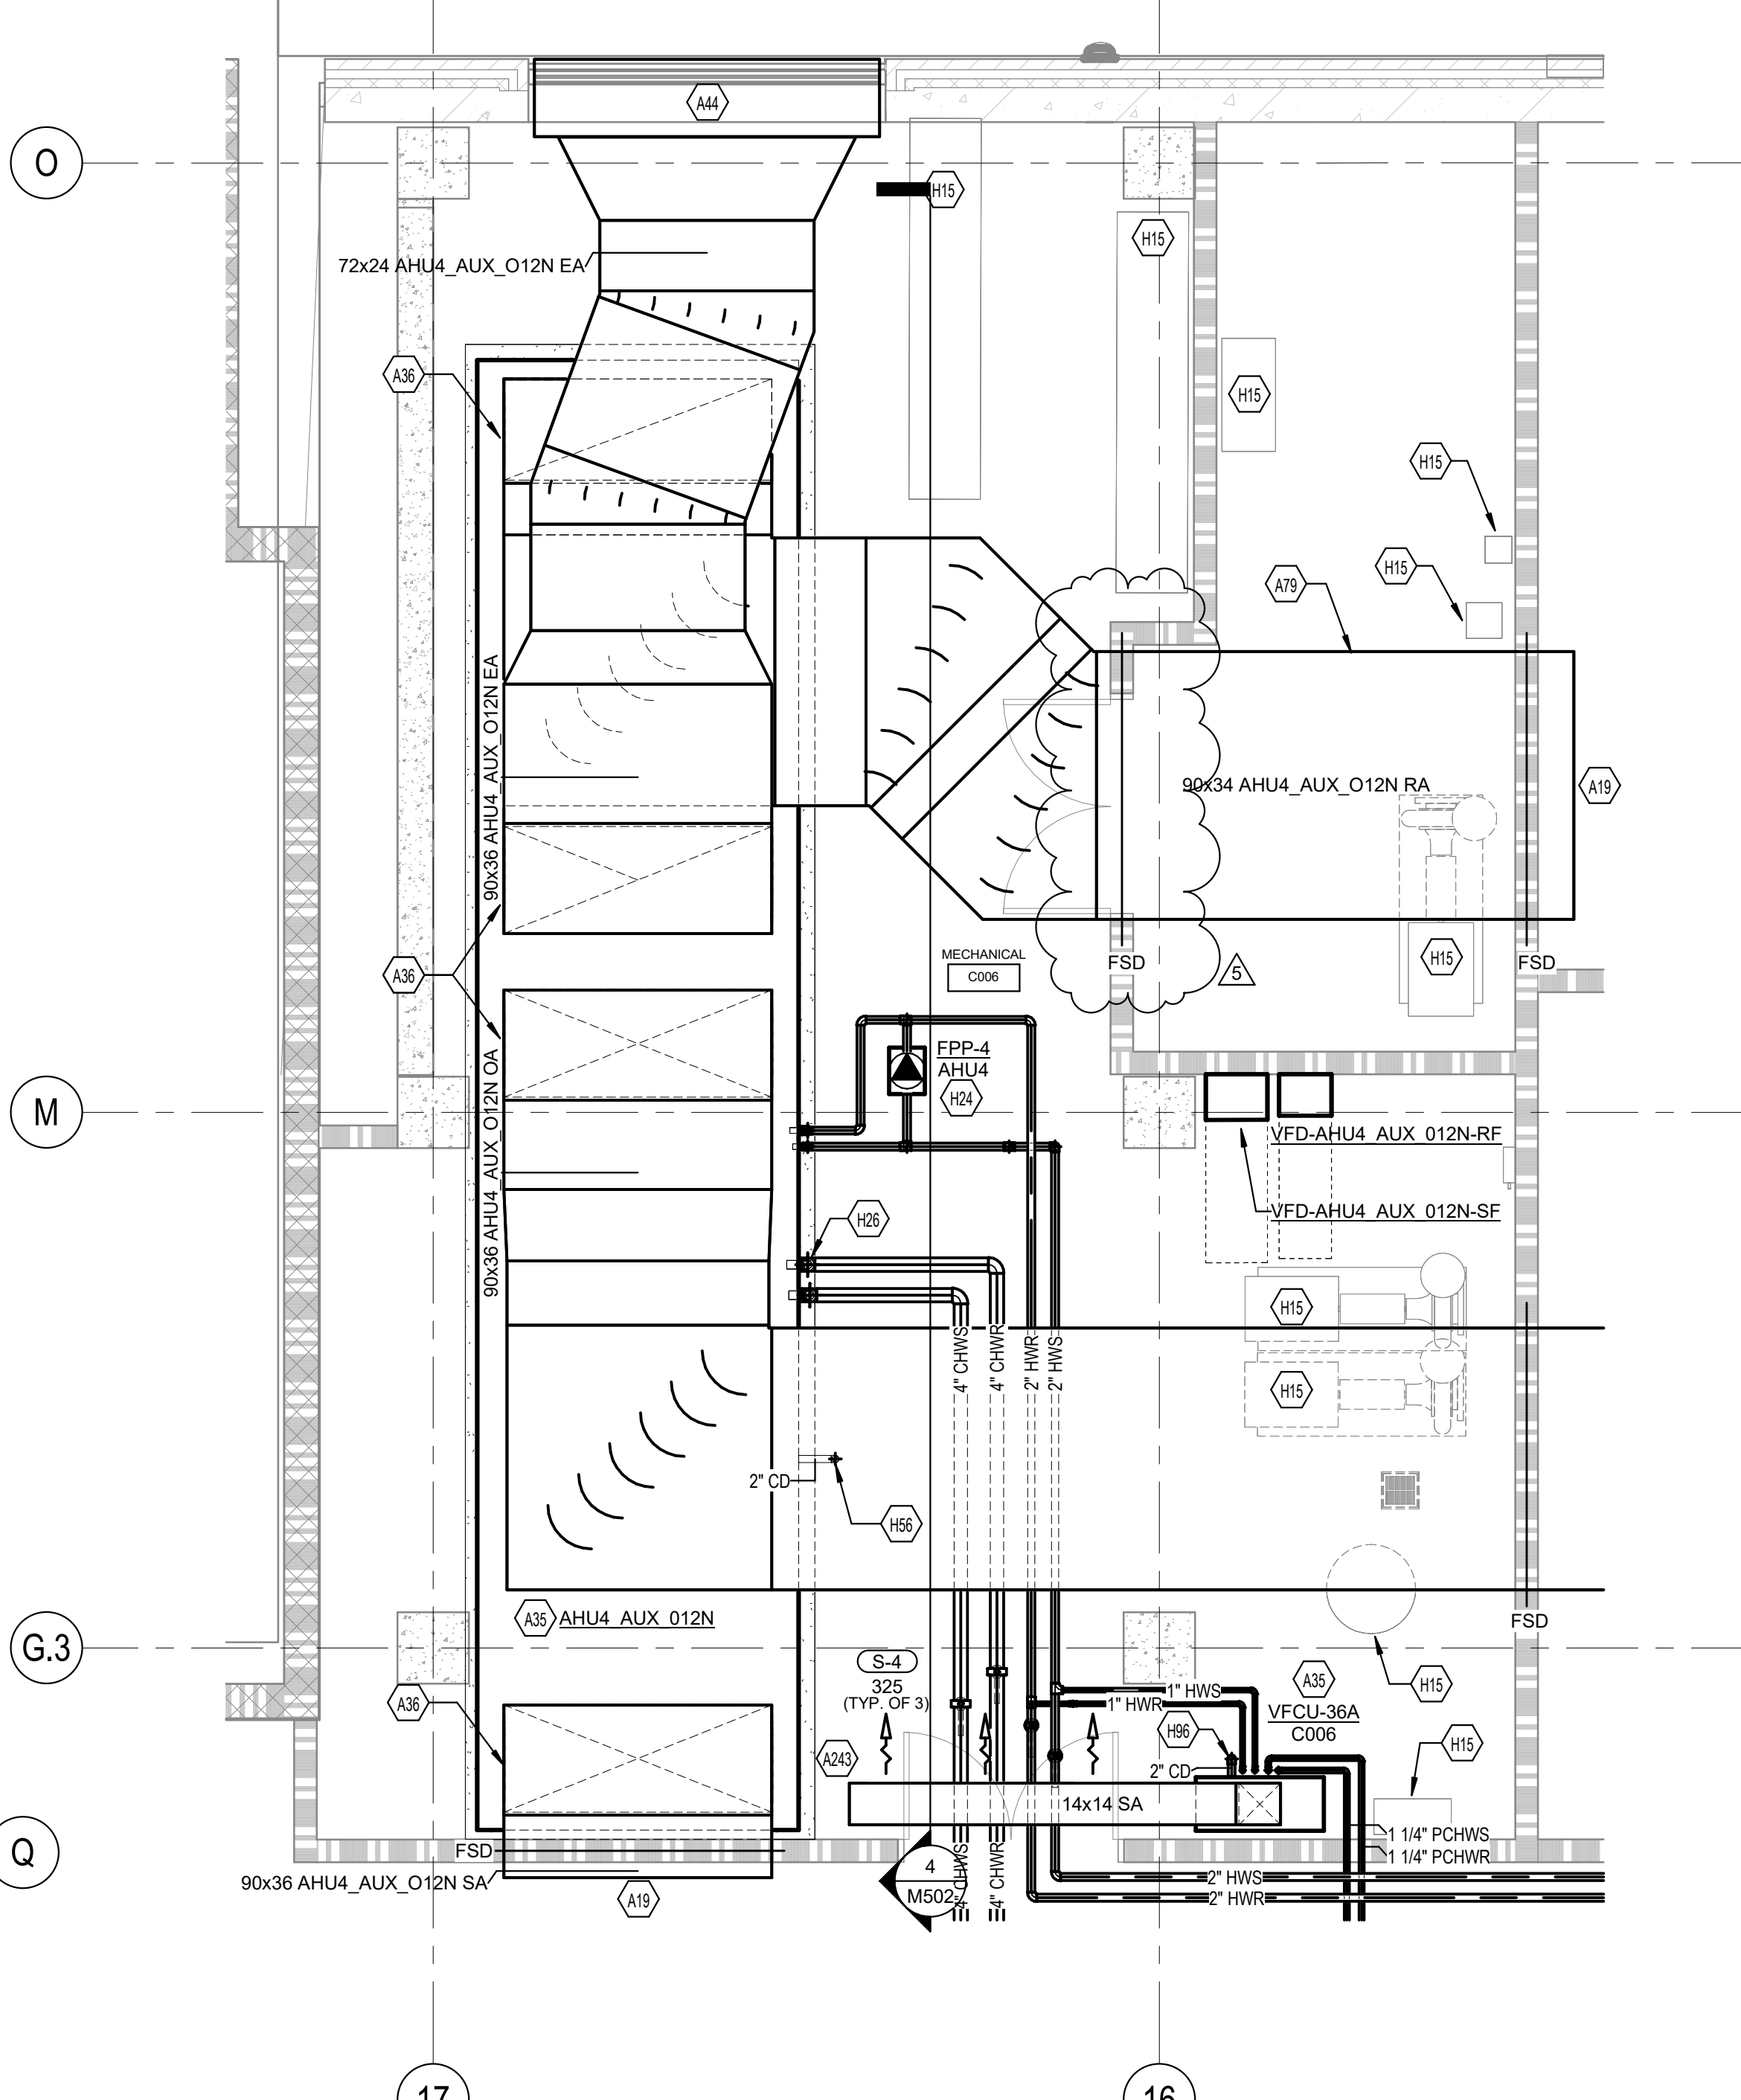 A44
O
H15
H15
72x24 AHU4_AUX_O12N EA
A36
H15
H15
H15
A79
90x36 AHU4_AUX_O12N EA
90x34 AHU4_AUX_O12N RA
A19
MECHANICAL
C006
A36
FSD
5
H15
FSD
FPP-4
AHU4
H24
M
90x36 AHU4_AUX_O12N OA
VFD-AHU4_AUX_012N-RF
VFD-AHU4_AUX_012N-SF
H26
H15
4" CHWS
4" CHWR
2" HWR
2" HWS
H15
2" CD
H56
A35
AHU4_AUX_012N
FSD
G.3
S-4
325
(TYP. OF 3)
A35
H15
A36
1" HWS
1" HWR
VFCU-36A
C006
H96
H15
A243
2" CD
14x14 SA
Q
FSD
1 1/4" PCHWS
1 1/4" PCHWR
90x36 AHU4_AUX_O12N SA
A19
4
M502
4" CHWS
4" CHWR
2" HWS
2" HWR
17
16